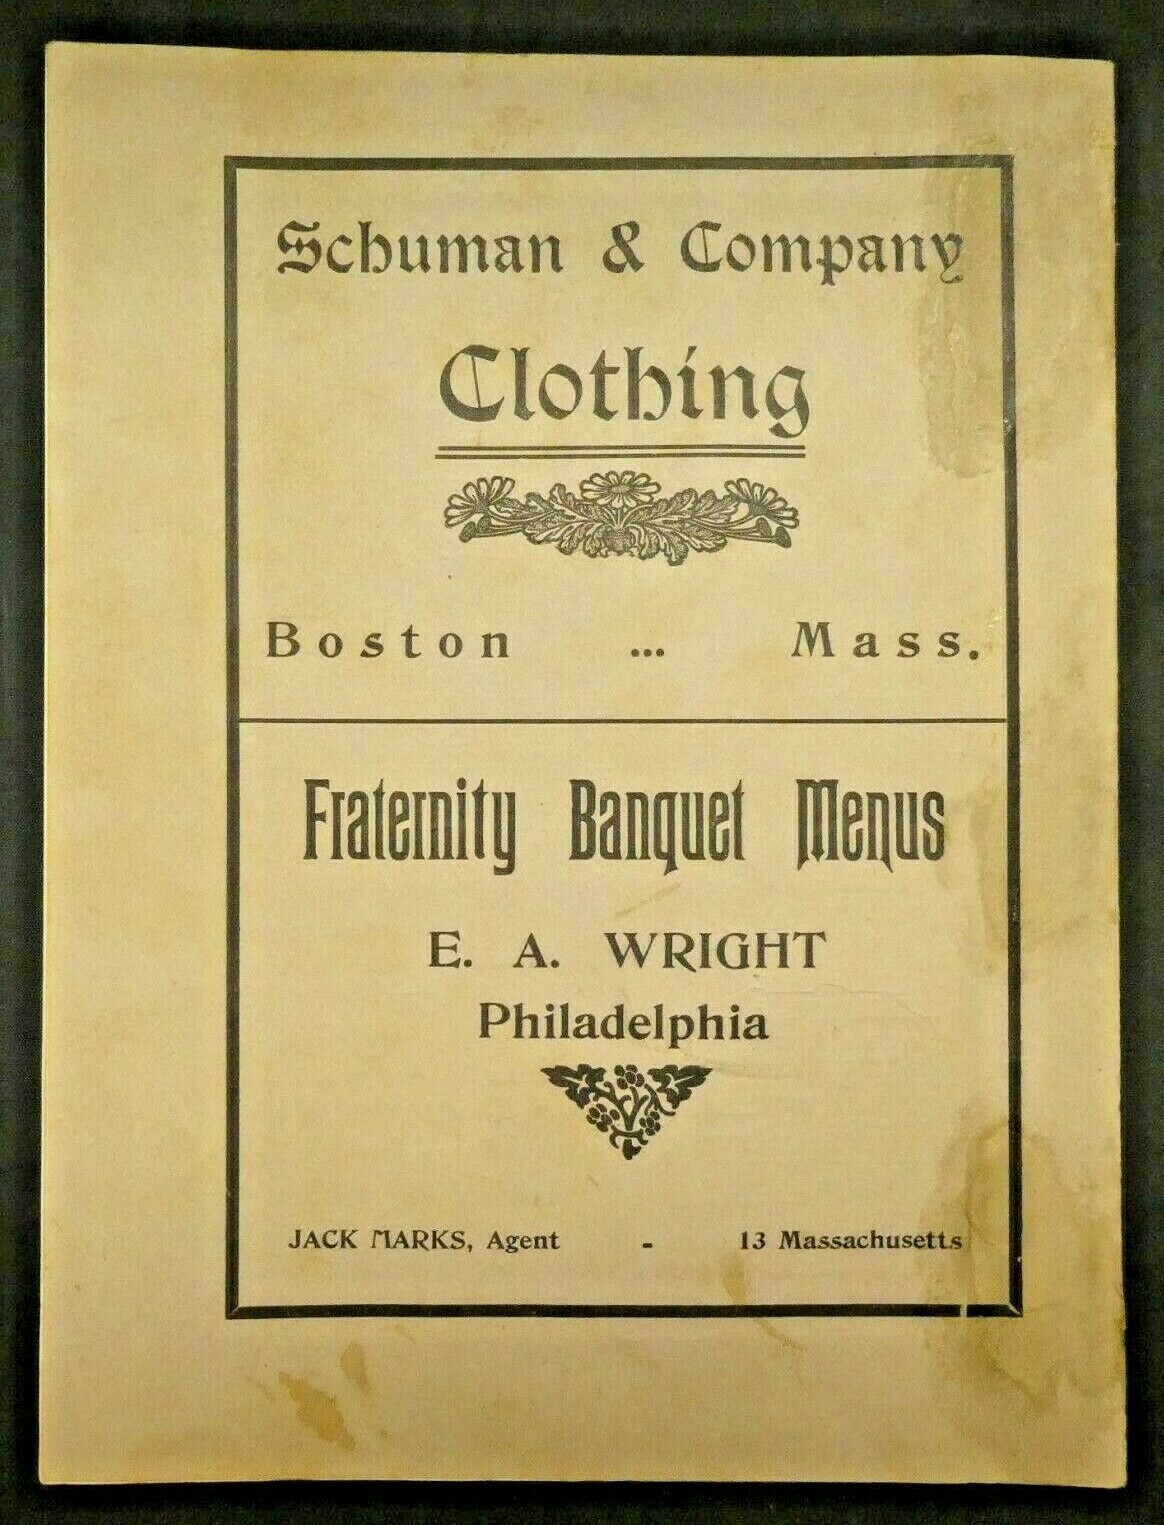 Schuman & Company
Clothing
Boston ... Mass.
Fraternity Banquet Menus
E. A. WRIGHT
Philadelphia
JACK MARKS, Agent - 13 Massachusetts